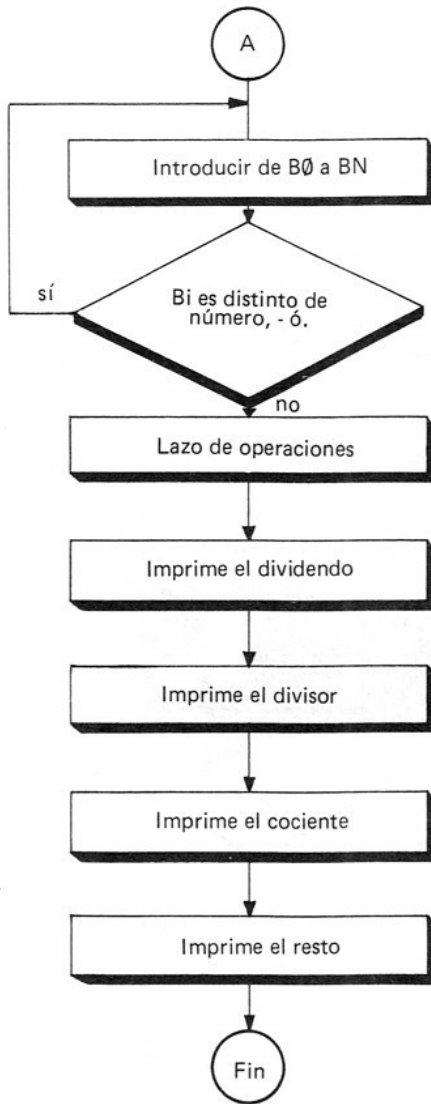 A
Introducir de BØ a BN
sí
Bi es distinto de
número, - ó.
no
Lazo de operaciones
Imprime el dividendo
Imprime el divisor
Imprime el cociente
Imprime el resto
Fin